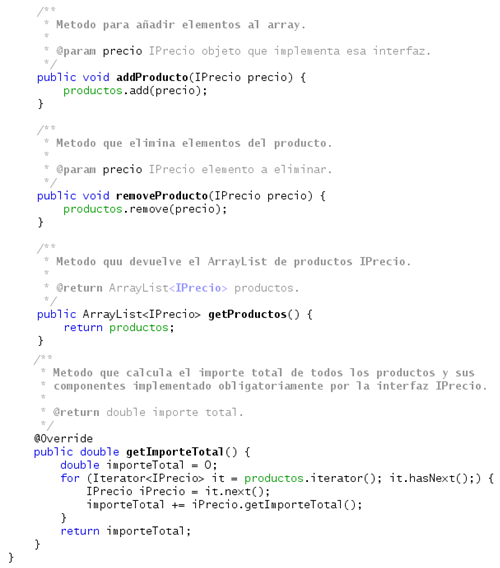 /**
 * Metodo para añadir elementos al array.
 *
 * @param precio IPrecio objeto que implementa esa interfaz.
 */
public void addProducto(IPrecio precio) {
    productos.add(precio);
}

/**
 * Metodo que elimina elementos del producto.
 *
 * @param precio IPrecio elemento a eliminar.
 */
public void removeProducto(IPrecio precio) {
    productos.remove(precio);
}

/**
 * Metodo quu devuelve el ArrayList de productos IPrecio.
 *
 * @return ArrayList<IPrecio> productos.
 */
public ArrayList<IPrecio> getProductos() {
    return productos;
}
/**
 * Metodo que calcula el importe total de todos los productos y sus
 * componentes implementado obligatoriamente por la interfaz IPrecio.
 *
 * @return double importe total.
 */
@Override
public double getImporteTotal() {
    double importeTotal = 0;
    for (Iterator<IPrecio> it = productos.iterator(); it.hasNext();) {
        IPrecio iPrecio = it.next();
        importeTotal += iPrecio.getImporteTotal();
    }
    return importeTotal;
}
}